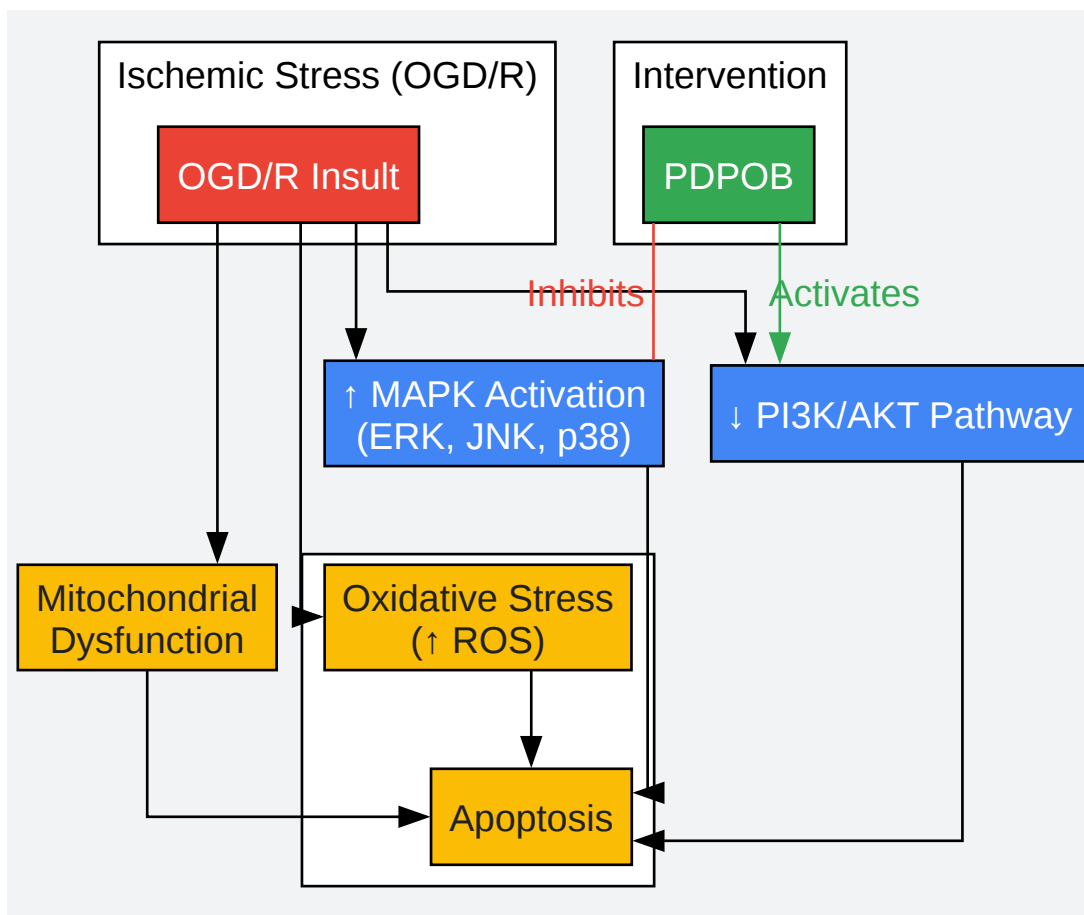 Ischemic Stress (OGD/R)
Intervention
OGD/R Insult
PDPOB
Inhibits
Activates
↑ MAPK Activation
(ERK, JNK, p38)
↓ PI3K/AKT Pathway
Mitochondrial
Dysfunction
Oxidative Stress
(↑ ROS)
Apoptosis